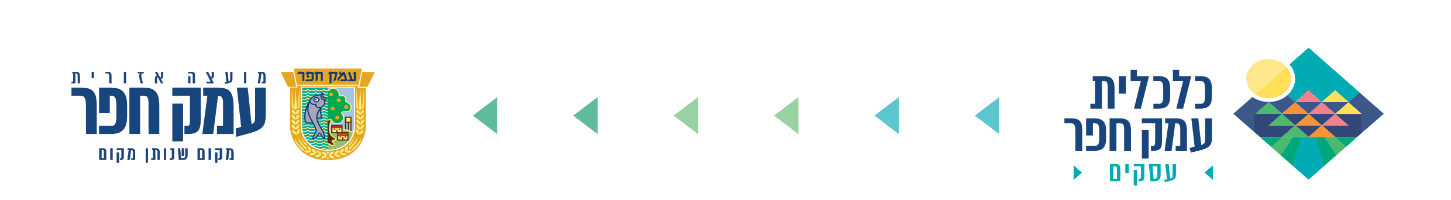 כלכלית
עמק חפר
עסקים
עמק חפר
מועצה אזורית
עמק חפר
מקום שנותן מקום